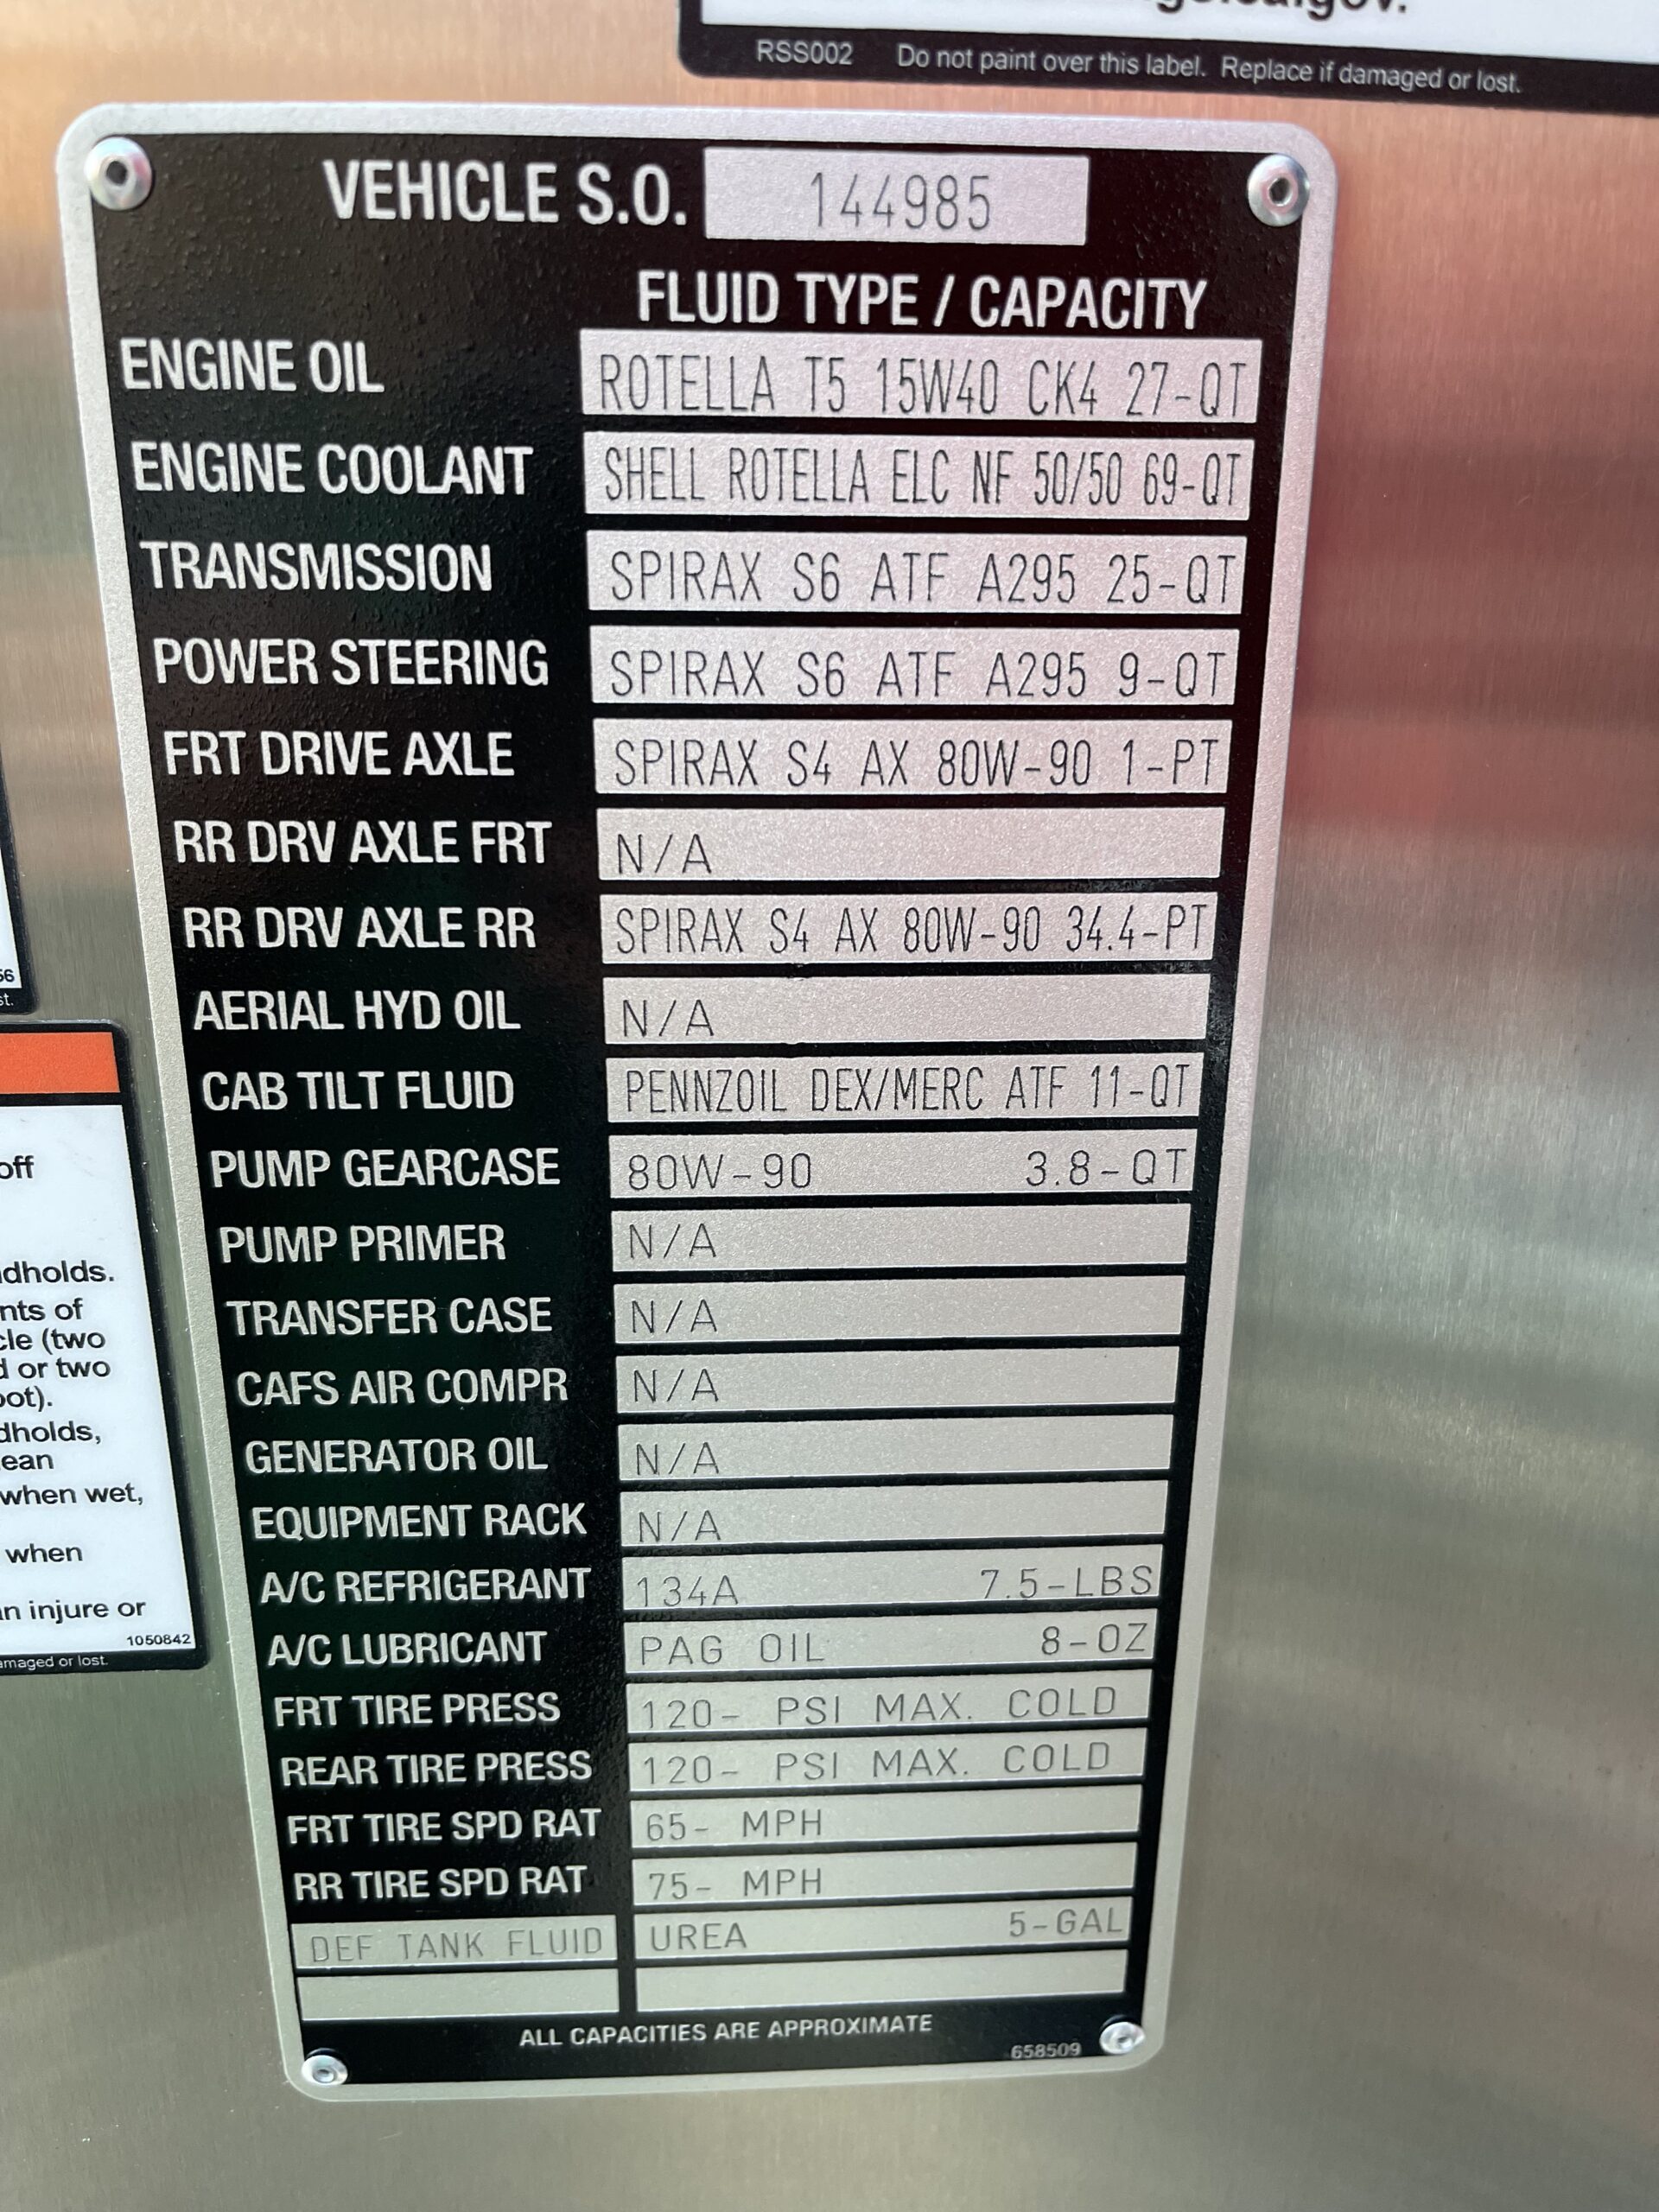 RSS002 Do not paint over this label. Replace if damaged or lost.
VEHICLE S.O. 144985
FLUID TYPE / CAPACITY
ENGINE OIL ROTELLA T5 15W40 CK4 27-QT
ENGINE COOLANT SHELL ROTELLA ELC NF 50/50 69-QT
TRANSMISSION SPIRAX S6 ATF A295 25-QT
POWER STEERING SPIRAX S6 ATF A295 9-QT
FRT DRIVE AXLE SPIRAX S4 AX 80W-90 1-PT
RR DRV AXLE FRT N/A
RR DRV AXLE RR SPIRAX S4 AX 80W-90 34.4-PT
AERIAL HYD OIL N/A
CAB TILT FLUID PENNZOIL DEX/MERC ATF 11-QT
PUMP GEARCASE 80W-90 3.8-QT
PUMP PRIMER N/A
TRANSFER CASE N/A
CAFS AIR COMPR N/A
GENERATOR OIL N/A
EQUIPMENT RACK N/A
A/C REFRIGERANT 134A 7.5-LBS
A/C LUBRICANT PAG OIL 8-OZ
FRT TIRE PRESS 120- PSI MAX. COLD
REAR TIRE PRESS 120- PSI MAX. COLD
FRT TIRE SPD RAT 65- MPH
RR TIRE SPD RAT 75- MPH
DEF TANK FLUID UREA 5-GAL
ALL CAPACITIES ARE APPROXIMATE
658509
off
dholds.
nts of
cle (two
d or two
oot).
dholds,
ean
when wet,
when
n injure or
1050842
amaged or lost.